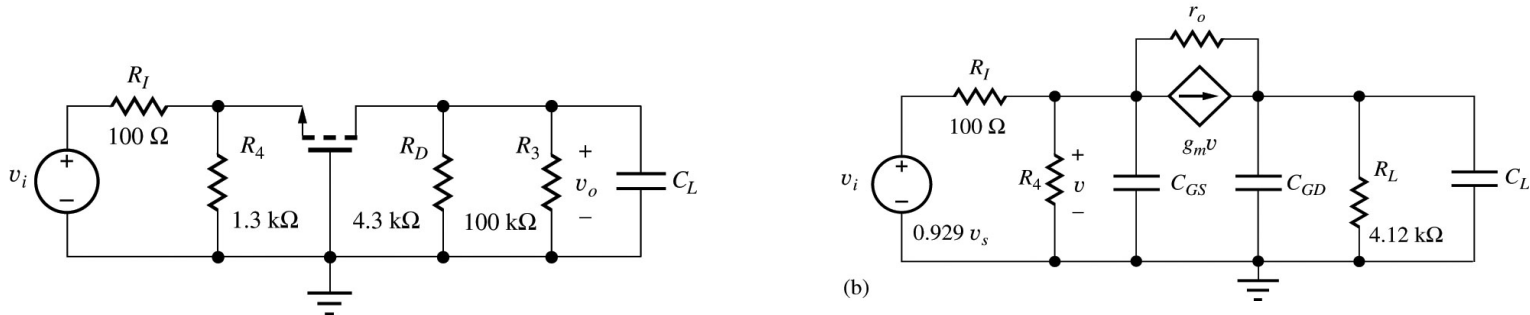 R_I
100 Ω
R_4
1.3 kΩ
v_i
+
−
R_D
4.3 kΩ
R_3
100 kΩ
+
v_o
−
C_L
r_o
R_I
100 Ω
g_m v
v_i
+
−
0.929 v_s
R_4
+
v
−
C_GS
C_GD
R_L
4.12 kΩ
C_L
(b)